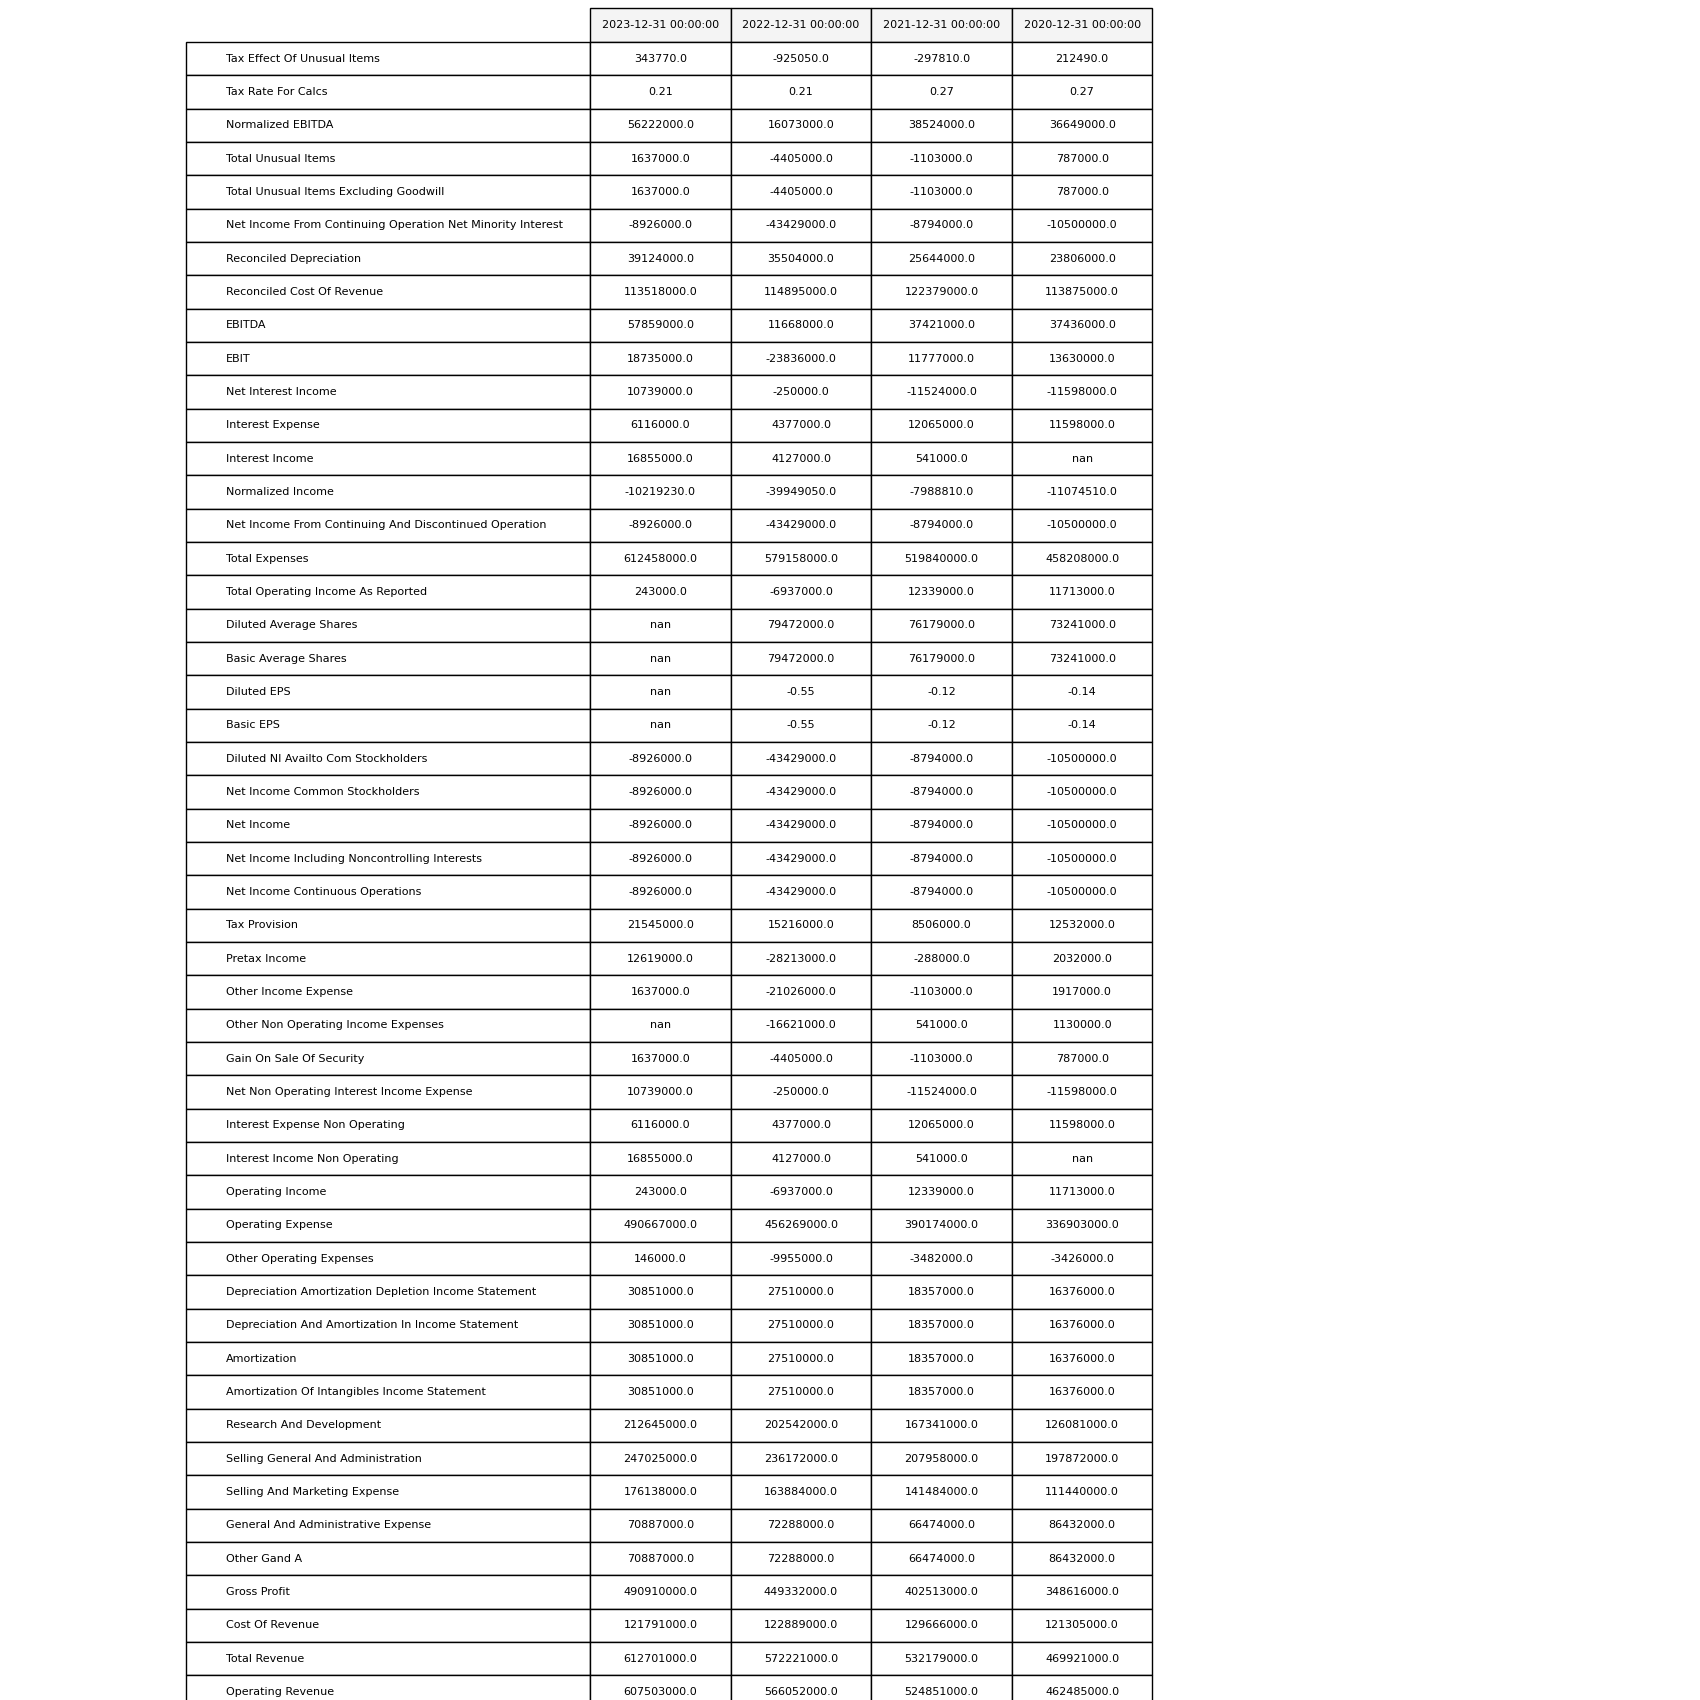 2023-12-31 00:00:00 2022-12-31 00:00:00 2021-12-31 00:00:00 2020-12-31 00:00:00
Tax Effect Of Unusual Items 343770.0 -925050.0 -297810.0 212490.0
Tax Rate For Calcs 0.21 0.21 0.27 0.27
Normalized EBITDA 56222000.0 16073000.0 38524000.0 36649000.0
Total Unusual Items 1637000.0 -4405000.0 -1103000.0 787000.0
Total Unusual Items Excluding Goodwill 1637000.0 -4405000.0 -1103000.0 787000.0
Net Income From Continuing Operation Net Minority Interest -8926000.0 -43429000.0 -8794000.0 -10500000.0
Reconciled Depreciation 39124000.0 35504000.0 25644000.0 23806000.0
Reconciled Cost Of Revenue 113518000.0 114895000.0 122379000.0 113875000.0
EBITDA 57859000.0 11668000.0 37421000.0 37436000.0
EBIT 18735000.0 -23836000.0 11777000.0 13630000.0
Net Interest Income 10739000.0 -250000.0 -11524000.0 -11598000.0
Interest Expense 6116000.0 4377000.0 12065000.0 11598000.0
Interest Income 16855000.0 4127000.0 541000.0 nan
Normalized Income -10219230.0 -39949050.0 -7988810.0 -11074510.0
Net Income From Continuing And Discontinued Operation -8926000.0 -43429000.0 -8794000.0 -10500000.0
Total Expenses 612458000.0 579158000.0 519840000.0 458208000.0
Total Operating Income As Reported 243000.0 -6937000.0 12339000.0 11713000.0
Diluted Average Shares nan 79472000.0 76179000.0 73241000.0
Basic Average Shares nan 79472000.0 76179000.0 73241000.0
Diluted EPS nan -0.55 -0.12 -0.14
Basic EPS nan -0.55 -0.12 -0.14
Diluted NI Availto Com Stockholders -8926000.0 -43429000.0 -8794000.0 -10500000.0
Net Income Common Stockholders -8926000.0 -43429000.0 -8794000.0 -10500000.0
Net Income -8926000.0 -43429000.0 -8794000.0 -10500000.0
Net Income Including Noncontrolling Interests -8926000.0 -43429000.0 -8794000.0 -10500000.0
Net Income Continuous Operations -8926000.0 -43429000.0 -8794000.0 -10500000.0
Tax Provision 21545000.0 15216000.0 8506000.0 12532000.0
Pretax Income 12619000.0 -28213000.0 -288000.0 2032000.0
Other Income Expense 1637000.0 -21026000.0 -1103000.0 1917000.0
Other Non Operating Income Expenses nan -16621000.0 541000.0 1130000.0
Gain On Sale Of Security 1637000.0 -4405000.0 -1103000.0 787000.0
Net Non Operating Interest Income Expense 10739000.0 -250000.0 -11524000.0 -11598000.0
Interest Expense Non Operating 6116000.0 4377000.0 12065000.0 11598000.0
Interest Income Non Operating 16855000.0 4127000.0 541000.0 nan
Operating Income 243000.0 -6937000.0 12339000.0 11713000.0
Operating Expense 490667000.0 456269000.0 390174000.0 336903000.0
Other Operating Expenses 146000.0 -9955000.0 -3482000.0 -3426000.0
Depreciation Amortization Depletion Income Statement 30851000.0 27510000.0 18357000.0 16376000.0
Depreciation And Amortization In Income Statement 30851000.0 27510000.0 18357000.0 16376000.0
Amortization 30851000.0 27510000.0 18357000.0 16376000.0
Amortization Of Intangibles Income Statement 30851000.0 27510000.0 18357000.0 16376000.0
Research And Development 212645000.0 202542000.0 167341000.0 126081000.0
Selling General And Administration 247025000.0 236172000.0 207958000.0 197872000.0
Selling And Marketing Expense 176138000.0 163884000.0 141484000.0 111440000.0
General And Administrative Expense 70887000.0 72288000.0 66474000.0 86432000.0
Other Gand A 70887000.0 72288000.0 66474000.0 86432000.0
Gross Profit 490910000.0 449332000.0 402513000.0 348616000.0
Cost Of Revenue 121791000.0 122889000.0 129666000.0 121305000.0
Total Revenue 612701000.0 572221000.0 532179000.0 469921000.0
Operating Revenue 607503000.0 566052000.0 524851000.0 462485000.0